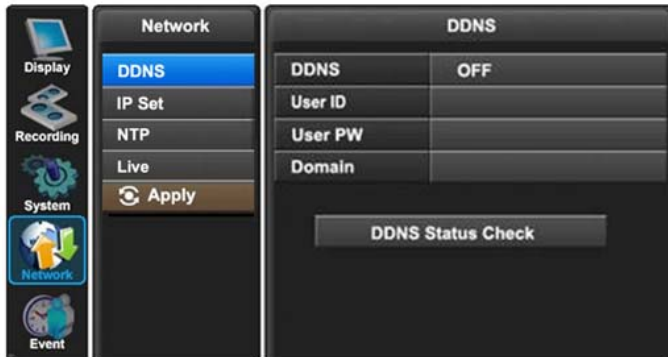 Display
Recording
System
Network
Event
Network
DDNS
IP Set
NTP
Live
Apply
DDNS
DDNS OFF
User ID
User PW
Domain
DDNS Status Check